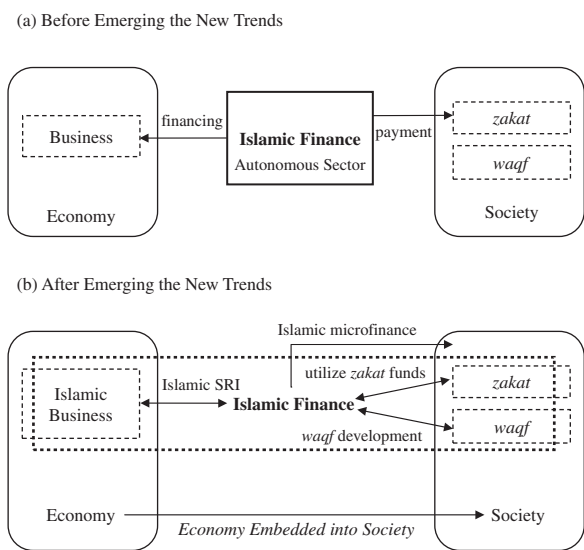 (a) Before Emerging the New Trends
financing
Business
Islamic Finance
Autonomous Sector
payment
zakat
waqf
Economy
Society
(b) After Emerging the New Trends
Islamic microfinance
Islamic
Business
Islamic SRI
utilize zakat funds
Islamic Finance
zakat
waqf
waqf development
Economy
Society
Economy Embedded into Society